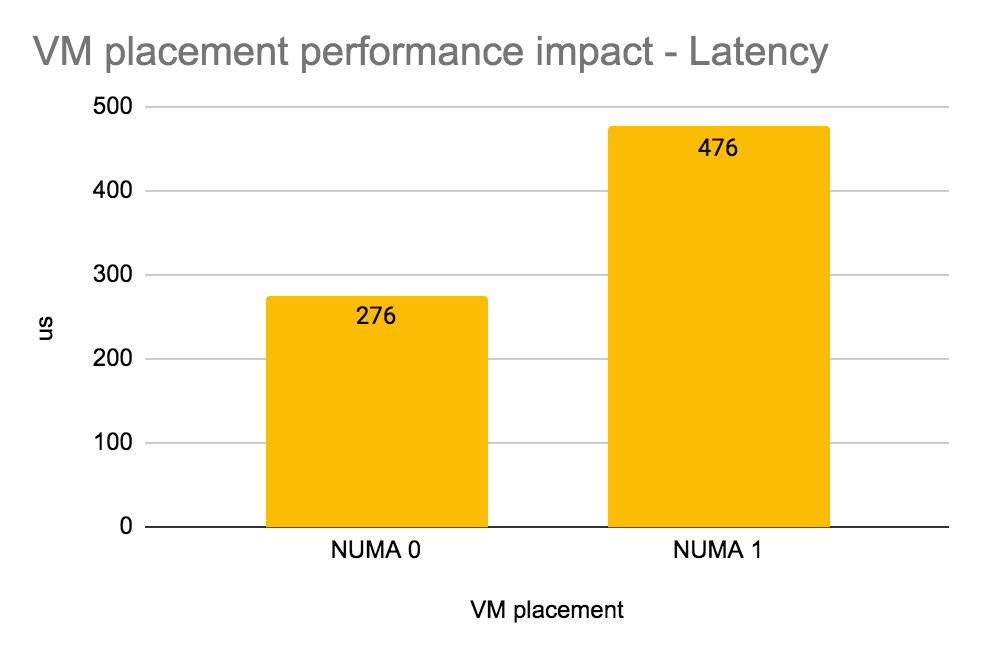 VM placement performance impact - Latency
500
400
300
200
100
0
us
276
476
NUMA 0
NUMA 1
VM placement